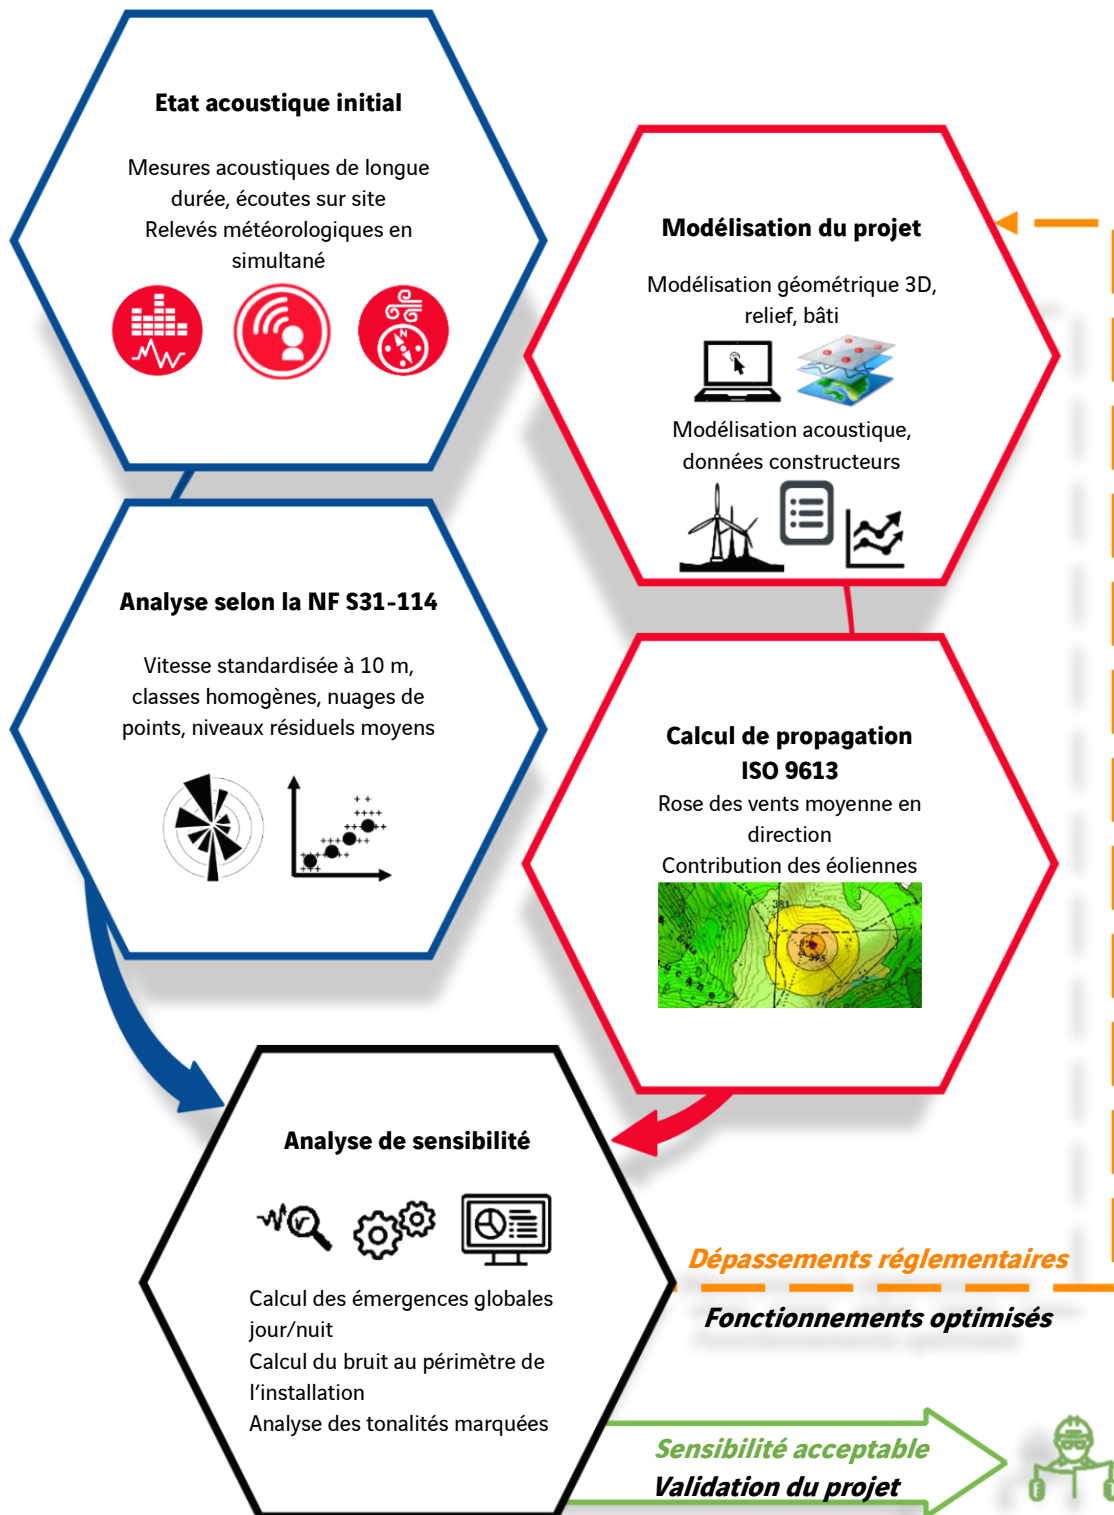 Etat acoustique initial
Mesures acoustiques de longue
durée, écoutes sur site
Relevés météorologiques en
simultané
Modélisation du projet
Modélisation géométrique 3D,
relief, bâti
Modélisation acoustique,
données constructeurs
Analyse selon la NF S31-114
Vitesse standardisée à 10 m,
classes homogènes, nuages de
points, niveaux résiduels moyens
Calcul de propagation
ISO 9613
Rose des vents moyenne en
direction
Contribution des éoliennes
381
Analyse de sensibilité
Calcul des émergences globales
jour/nuit
Calcul du bruit au périmètre de
l'installation
Analyse des tonalités marquées
Dépassements réglementaires
Fonctionnements optimisés
Sensibilité acceptable
Validation du projet